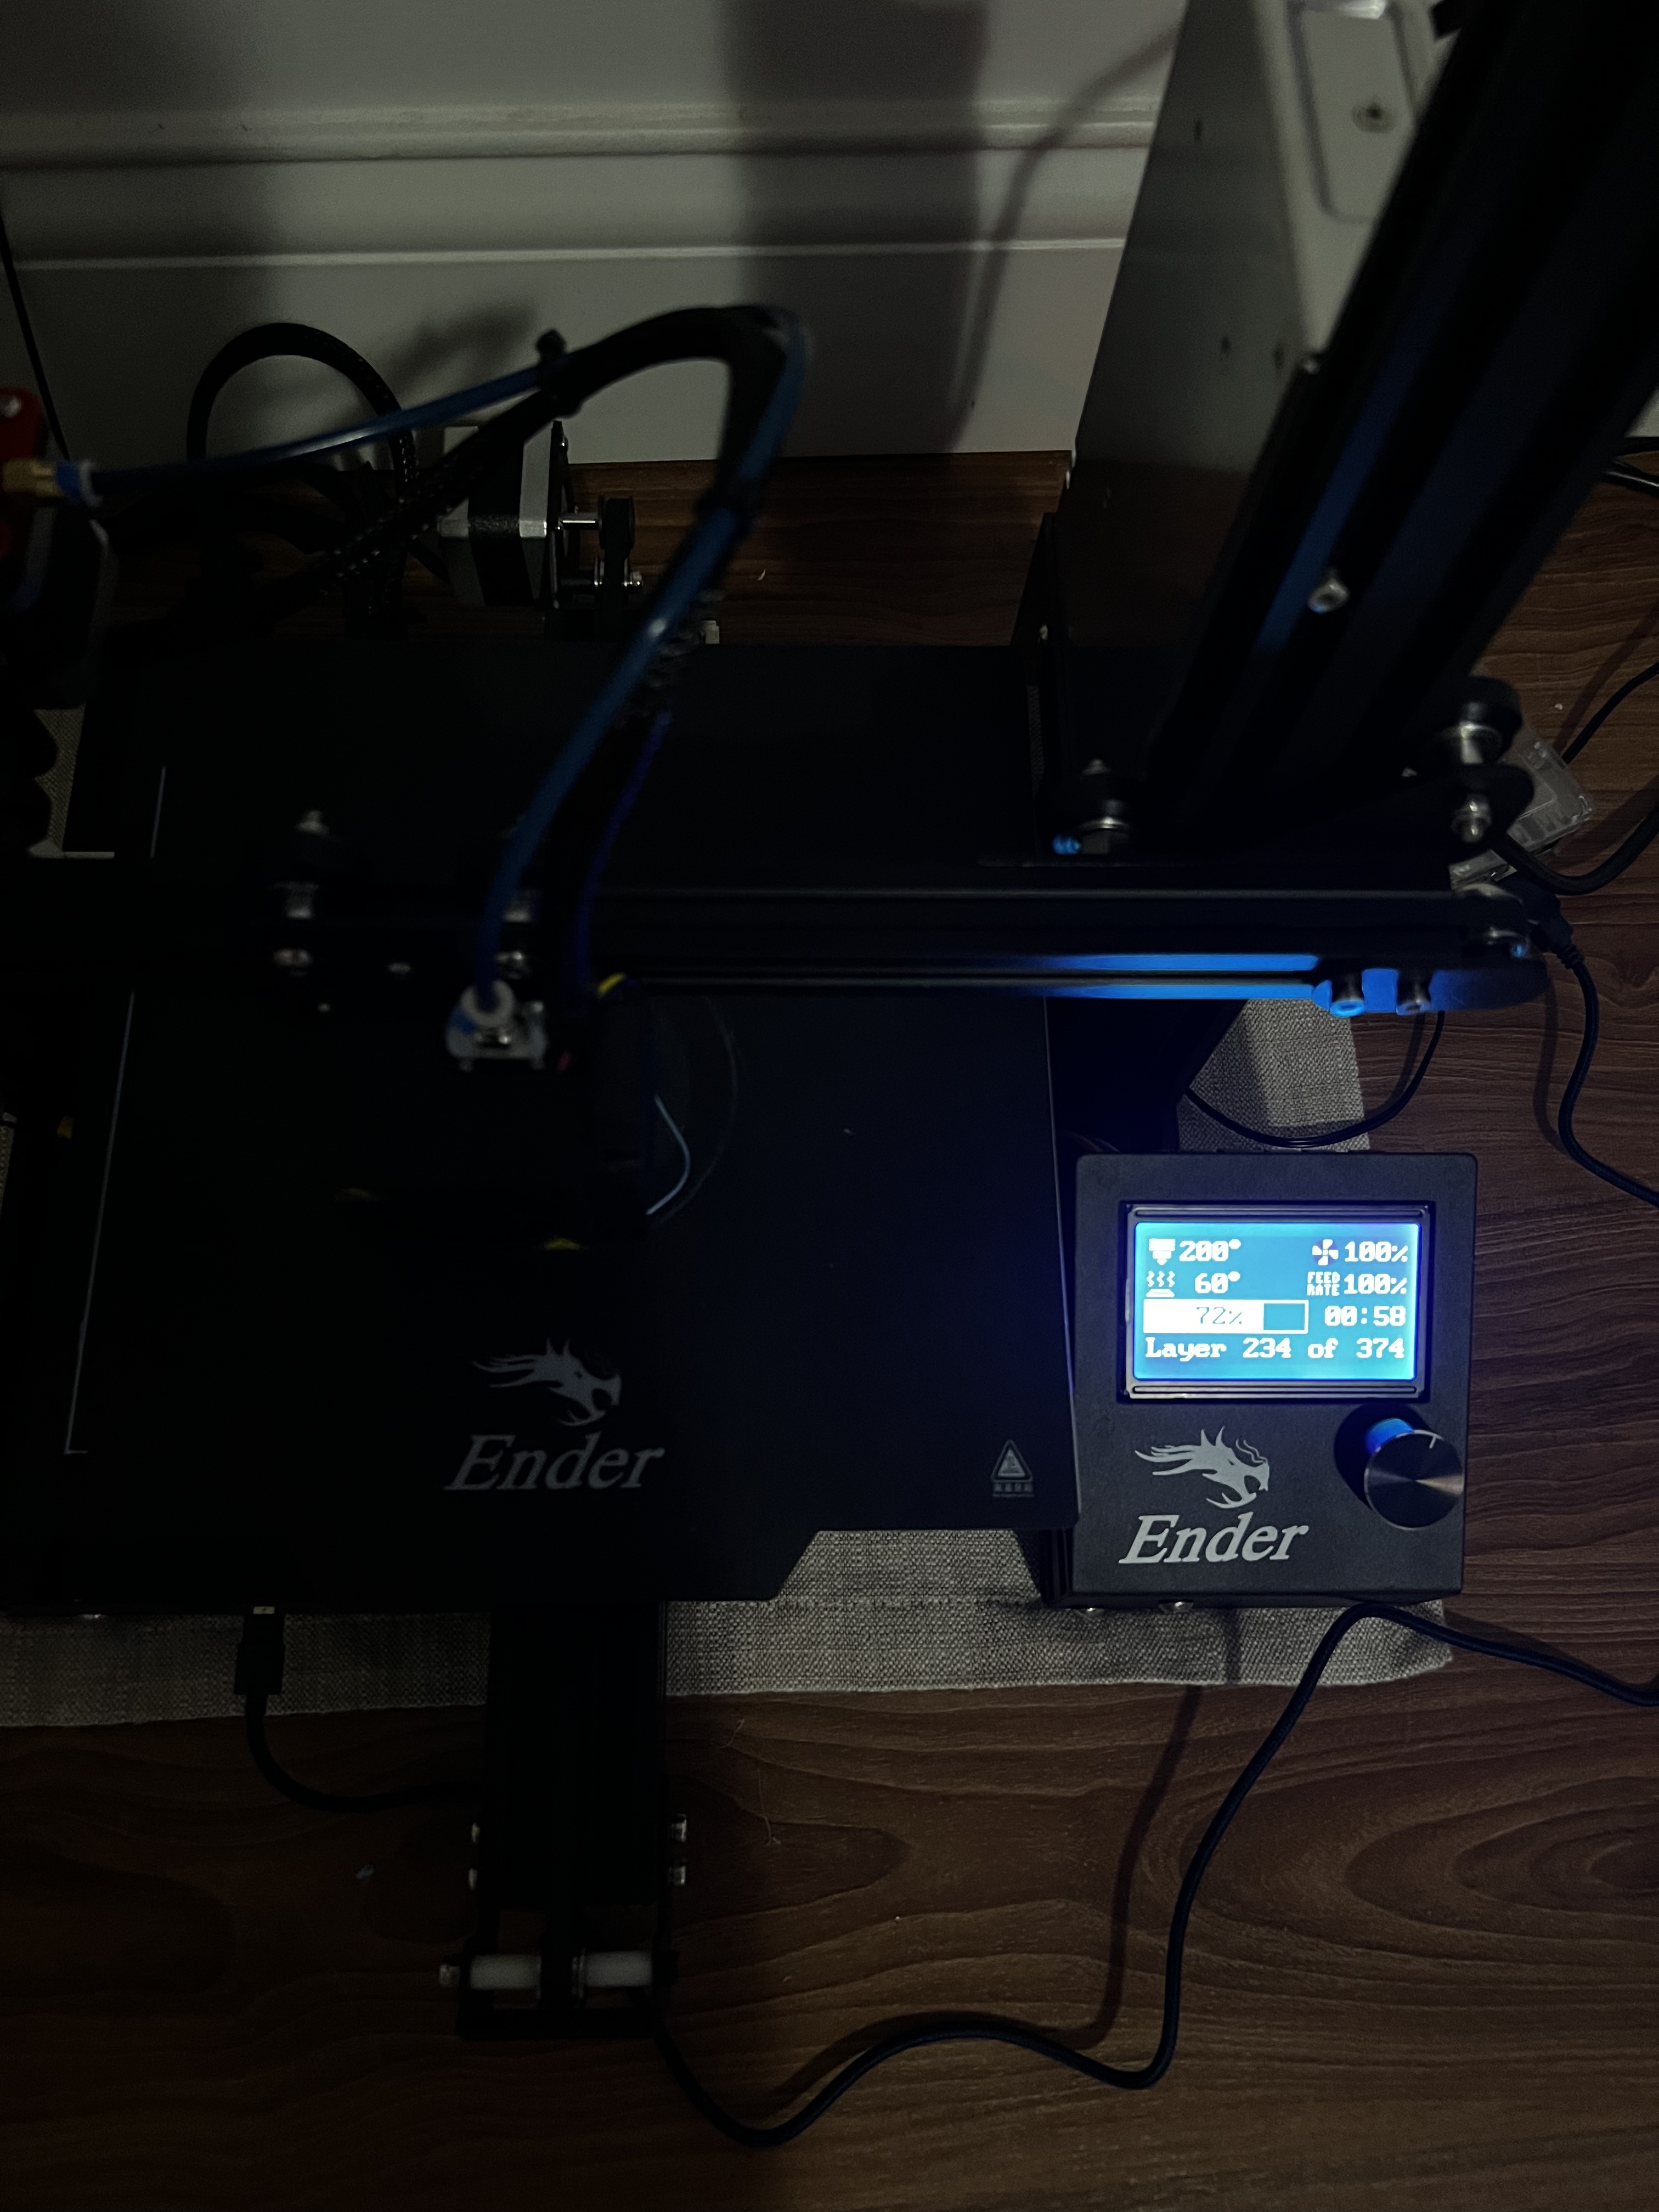 200° 100%
60° FEED RATE 100%
72% 00:58
Layer 234 of 374
Ender
Ender